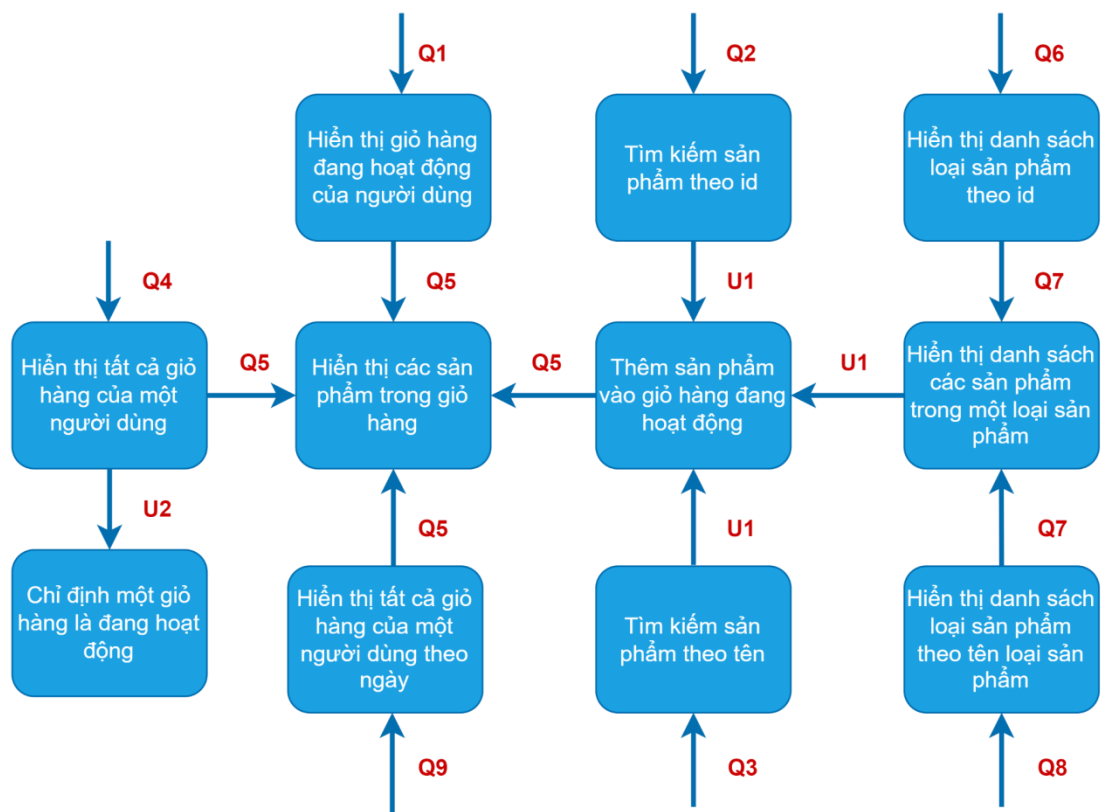 Q1
Q2
Q6
Hiển thị giỏ hàng
đang hoạt động
của người dùng
Tìm kiếm sản
phẩm theo id
Hiển thị danh sách
loại sản phẩm
theo id
Q4
Q5
U1
Q7
Hiển thị tất cả giỏ
hàng của một
người dùng
Q5
Hiển thị các sản
phẩm trong giỏ
hàng
Q5
Thêm sản phẩm
vào giỏ hàng đang
hoạt động
U1
Hiển thị danh sách
các sản phẩm
trong một loại sản
phẩm
U2
Q5
U1
Q7
Chỉ định một giỏ
hàng là đang hoạt
động
Hiển thị tất cả giỏ
hàng của một
người dùng theo
ngày
Tìm kiếm sản
phẩm theo tên
Hiển thị danh sách
loại sản phẩm
theo tên loại sản
phẩm
Q9
Q3
Q8